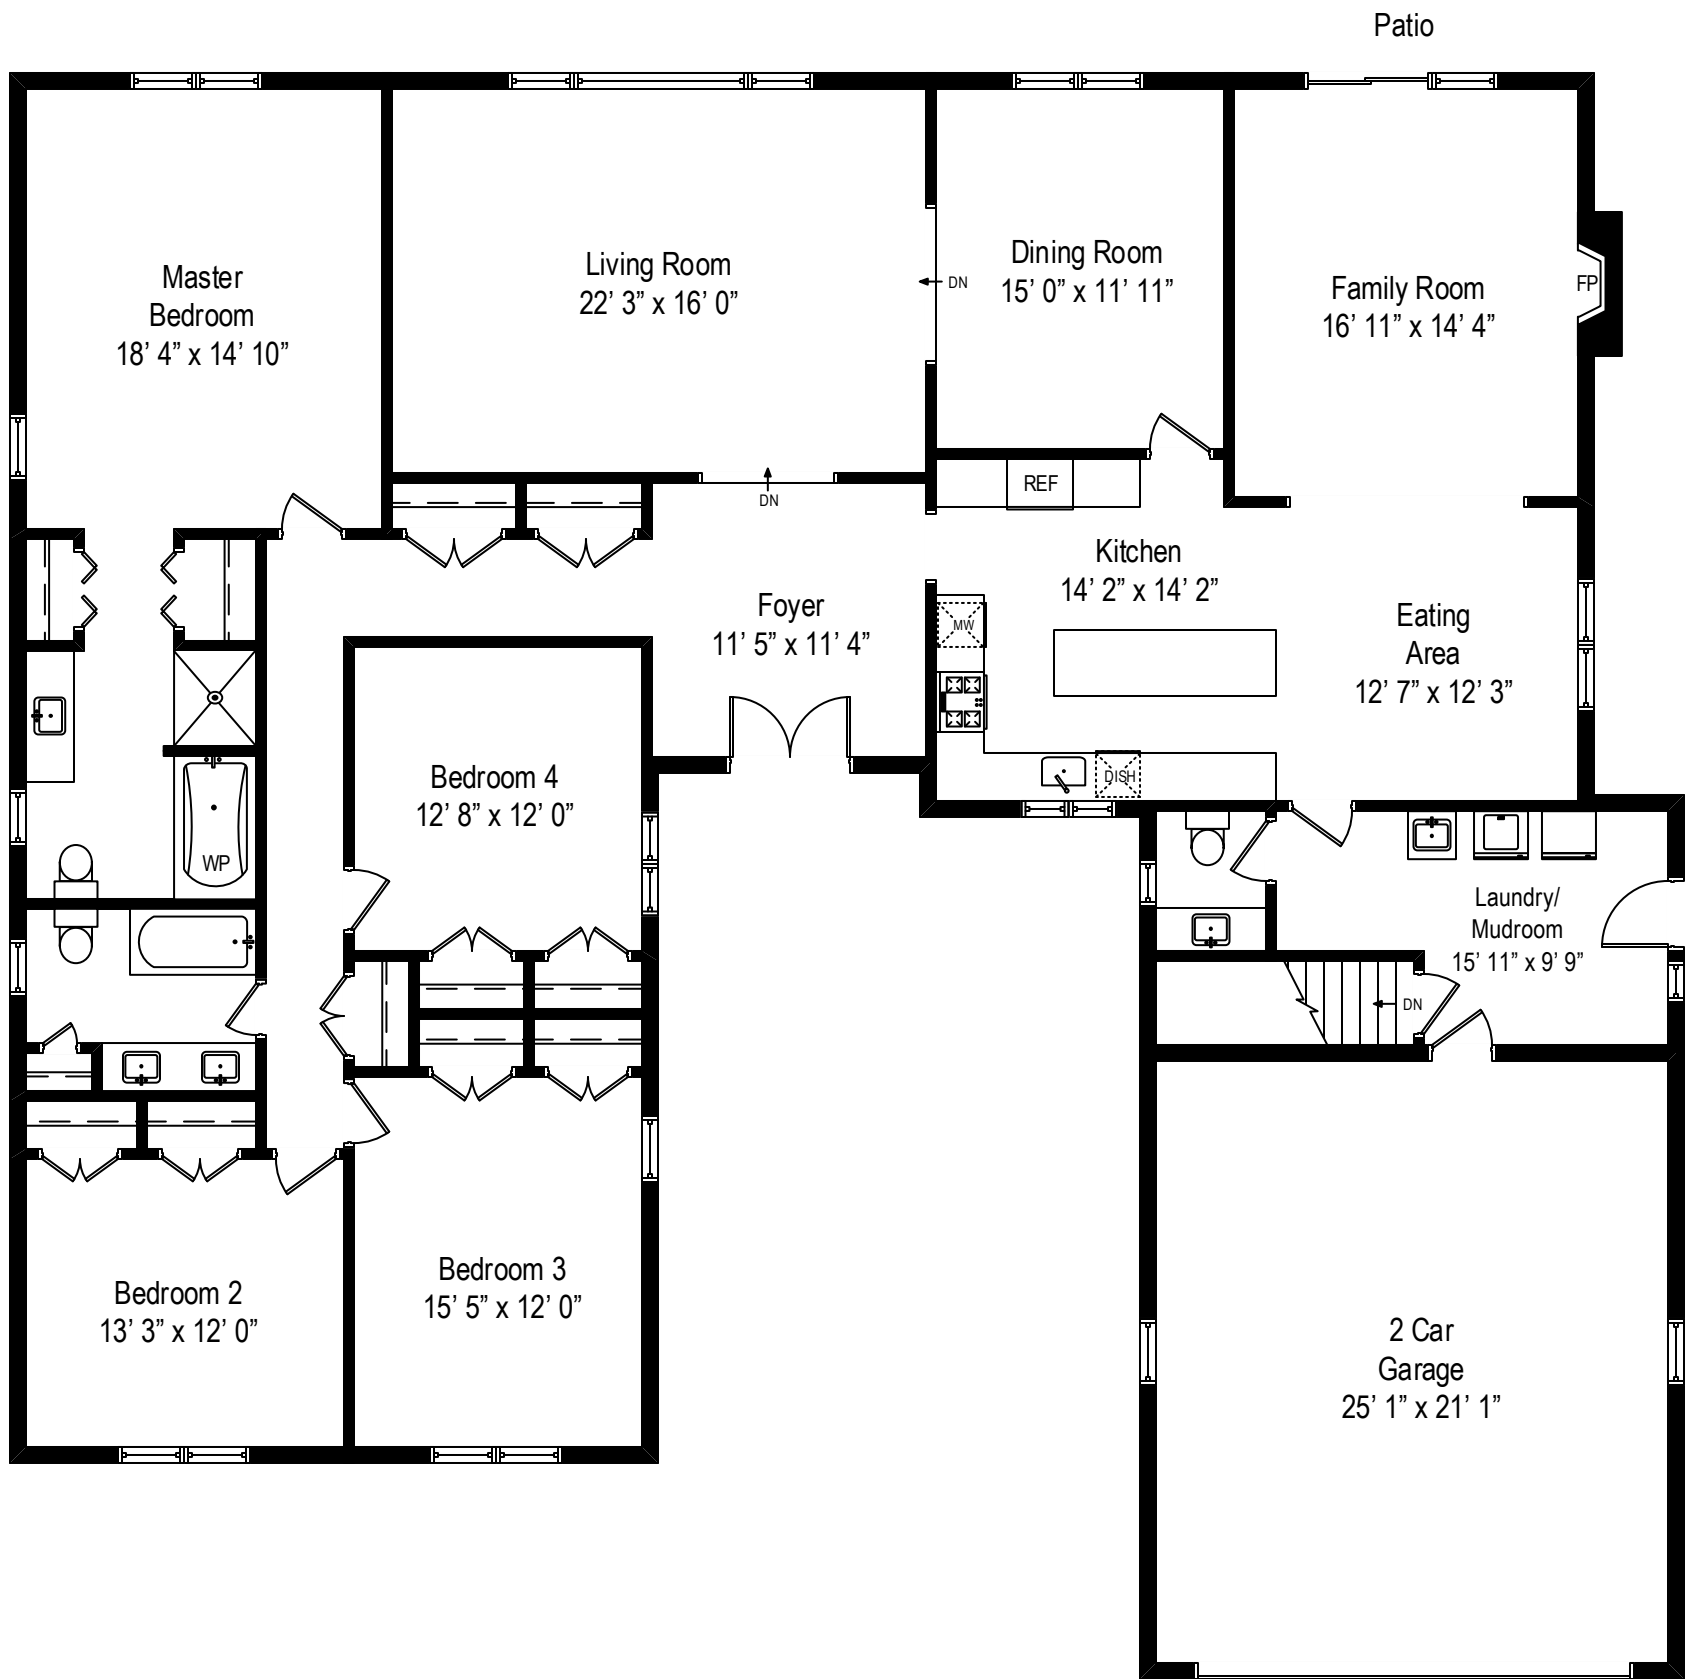 Patio
Master
Bedroom
18’ 4” x 14’ 10”
Living Room
22’ 3” x 16’ 0”
DN
Dining Room
15’ 0” x 11’ 11”
Family Room
16’ 11” x 14’ 4”
FP
DN
REF
Kitchen
14’ 2” x 14’ 2”
Foyer
11’ 5” x 11’ 4”
MW
Eating
Area
12’ 7” x 12’ 3”
Bedroom 4
12’ 8” x 12’ 0”
DISH
WP
Laundry/
Mudroom
15’ 11” x 9’ 9”
DN
Bedroom 2
13’ 3” x 12’ 0”
Bedroom 3
15’ 5” x 12’ 0”
2 Car
Garage
25’ 1” x 21’ 1”